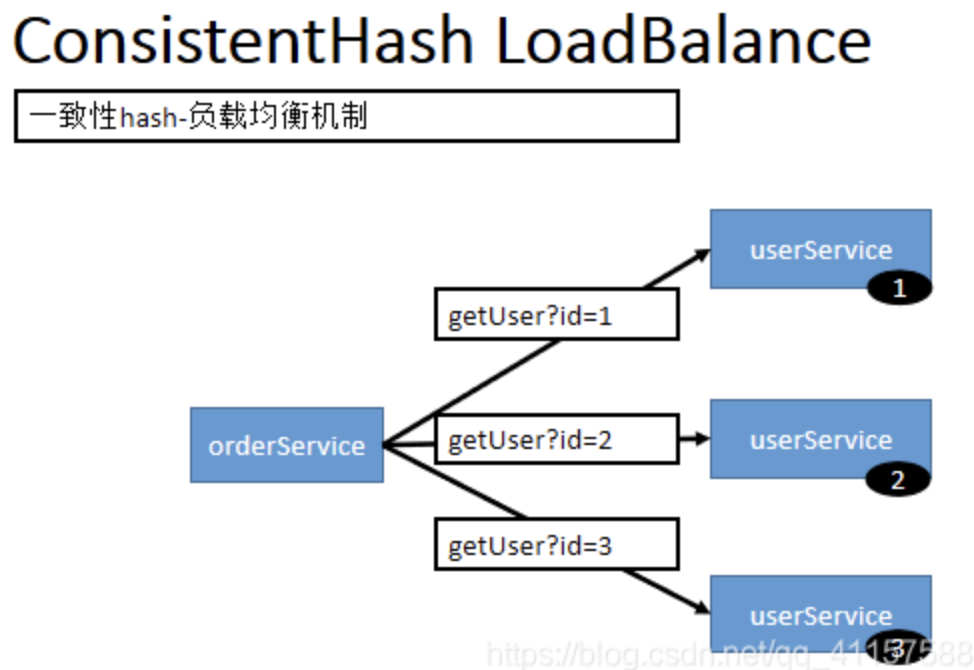 ConsistentHash LoadBalance
一致性hash-负载均衡机制
userService
1
getUser?id=1
orderService
getUser?id=2
userService
2
getUser?id=3
userService
3
https://blog.csdn.net/qq_41157588